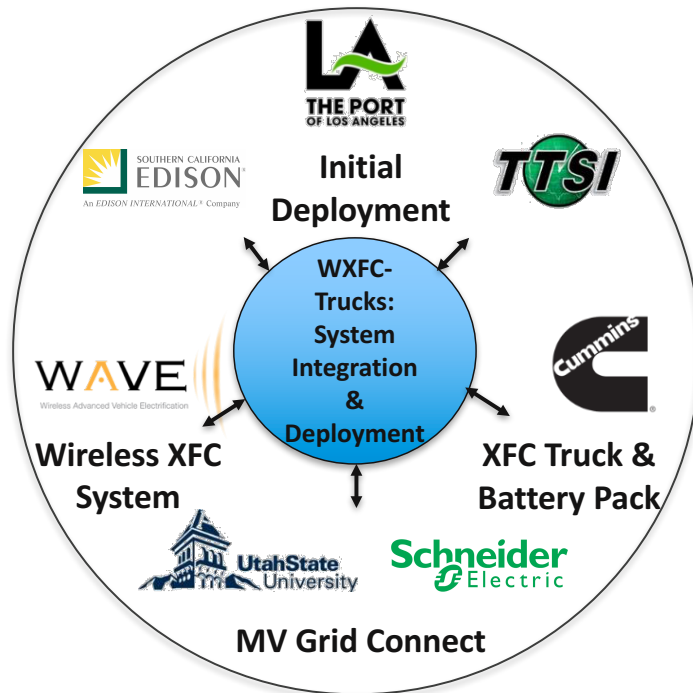 LA
THE PORT
OF LOS ANGELES
SOUTHERN CALIFORNIA
EDISON®
An EDISON INTERNATIONAL® Company
Initial
Deployment
TTSI
WXFC-
Trucks:
System
Integration
&
Deployment
WAVE
Wireless Advanced Vehicle Electrification
Cummins
®
Wireless XFC
System
XFC Truck &
Battery Pack
UtahState
University
Schneider
Electric
MV Grid Connect